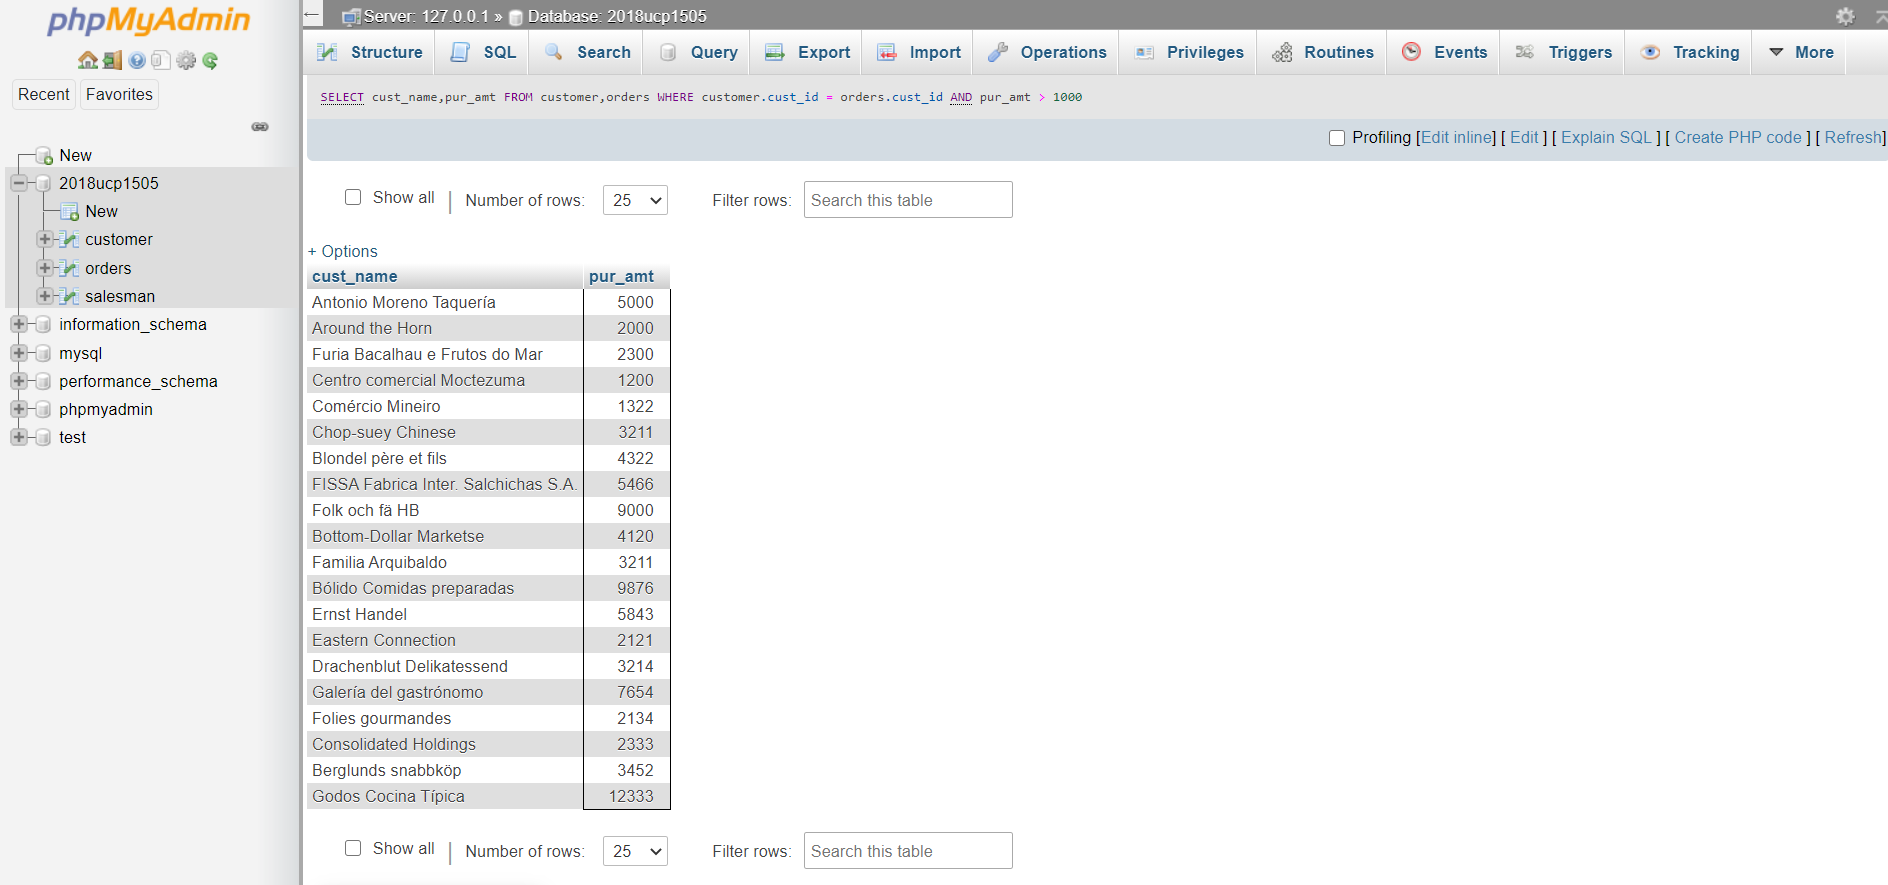 phpMyAdmin
Recent Favorites
New
2018ucp1505
New
customer
orders
salesman
information_schema
mysql
performance_schema
phpmyadmin
test
Server: 127.0.0.1 » Database: 2018ucp1505
Structure SQL Search Query Export Import Operations Privileges Routines Events Triggers Tracking More
SELECT cust_name,pur_amt FROM customer,orders WHERE customer.cust_id = orders.cust_id AND pur_amt > 1000
Profiling [Edit inline] [ Edit ] [ Explain SQL ] [ Create PHP code ] [ Refresh]
Show all | Number of rows: 25 Filter rows: Search this table
+ Options
cust_name pur_amt
Antonio Moreno Taquería 5000
Around the Horn 2000
Furia Bacalhau e Frutos do Mar 2300
Centro comercial Moctezuma 1200
Comércio Mineiro 1322
Chop-suey Chinese 3211
Blondel père et fils 4322
FISSA Fabrica Inter. Salchichas S.A. 5466
Folk och fä HB 9000
Bottom-Dollar Marketse 4120
Familia Arquibaldo 3211
Bólido Comidas preparadas 9876
Ernst Handel 5843
Eastern Connection 2121
Drachenblut Delikatessend 3214
Galería del gastrónomo 7654
Folies gourmandes 2134
Consolidated Holdings 2333
Berglunds snabbköp 3452
Godos Cocina Típica 12333
Show all | Number of rows: 25 Filter rows: Search this table